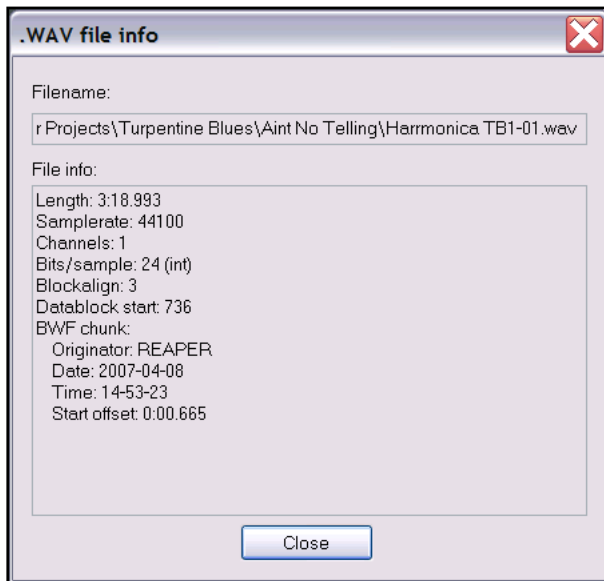 .WAV file info
Filename:
r Projects\Turpentine Blues\Aint No Telling\Harrmonica TB1-01.wav
File info:
Length: 3:18.993
Samplerate: 44100
Channels: 1
Bits/sample: 24 (int)
Blockalign: 3
Datablock start: 736
BWF chunk:
Originator: REAPER
Date: 2007-04-08
Time: 14-53-23
Start offset: 0:00.665
Close